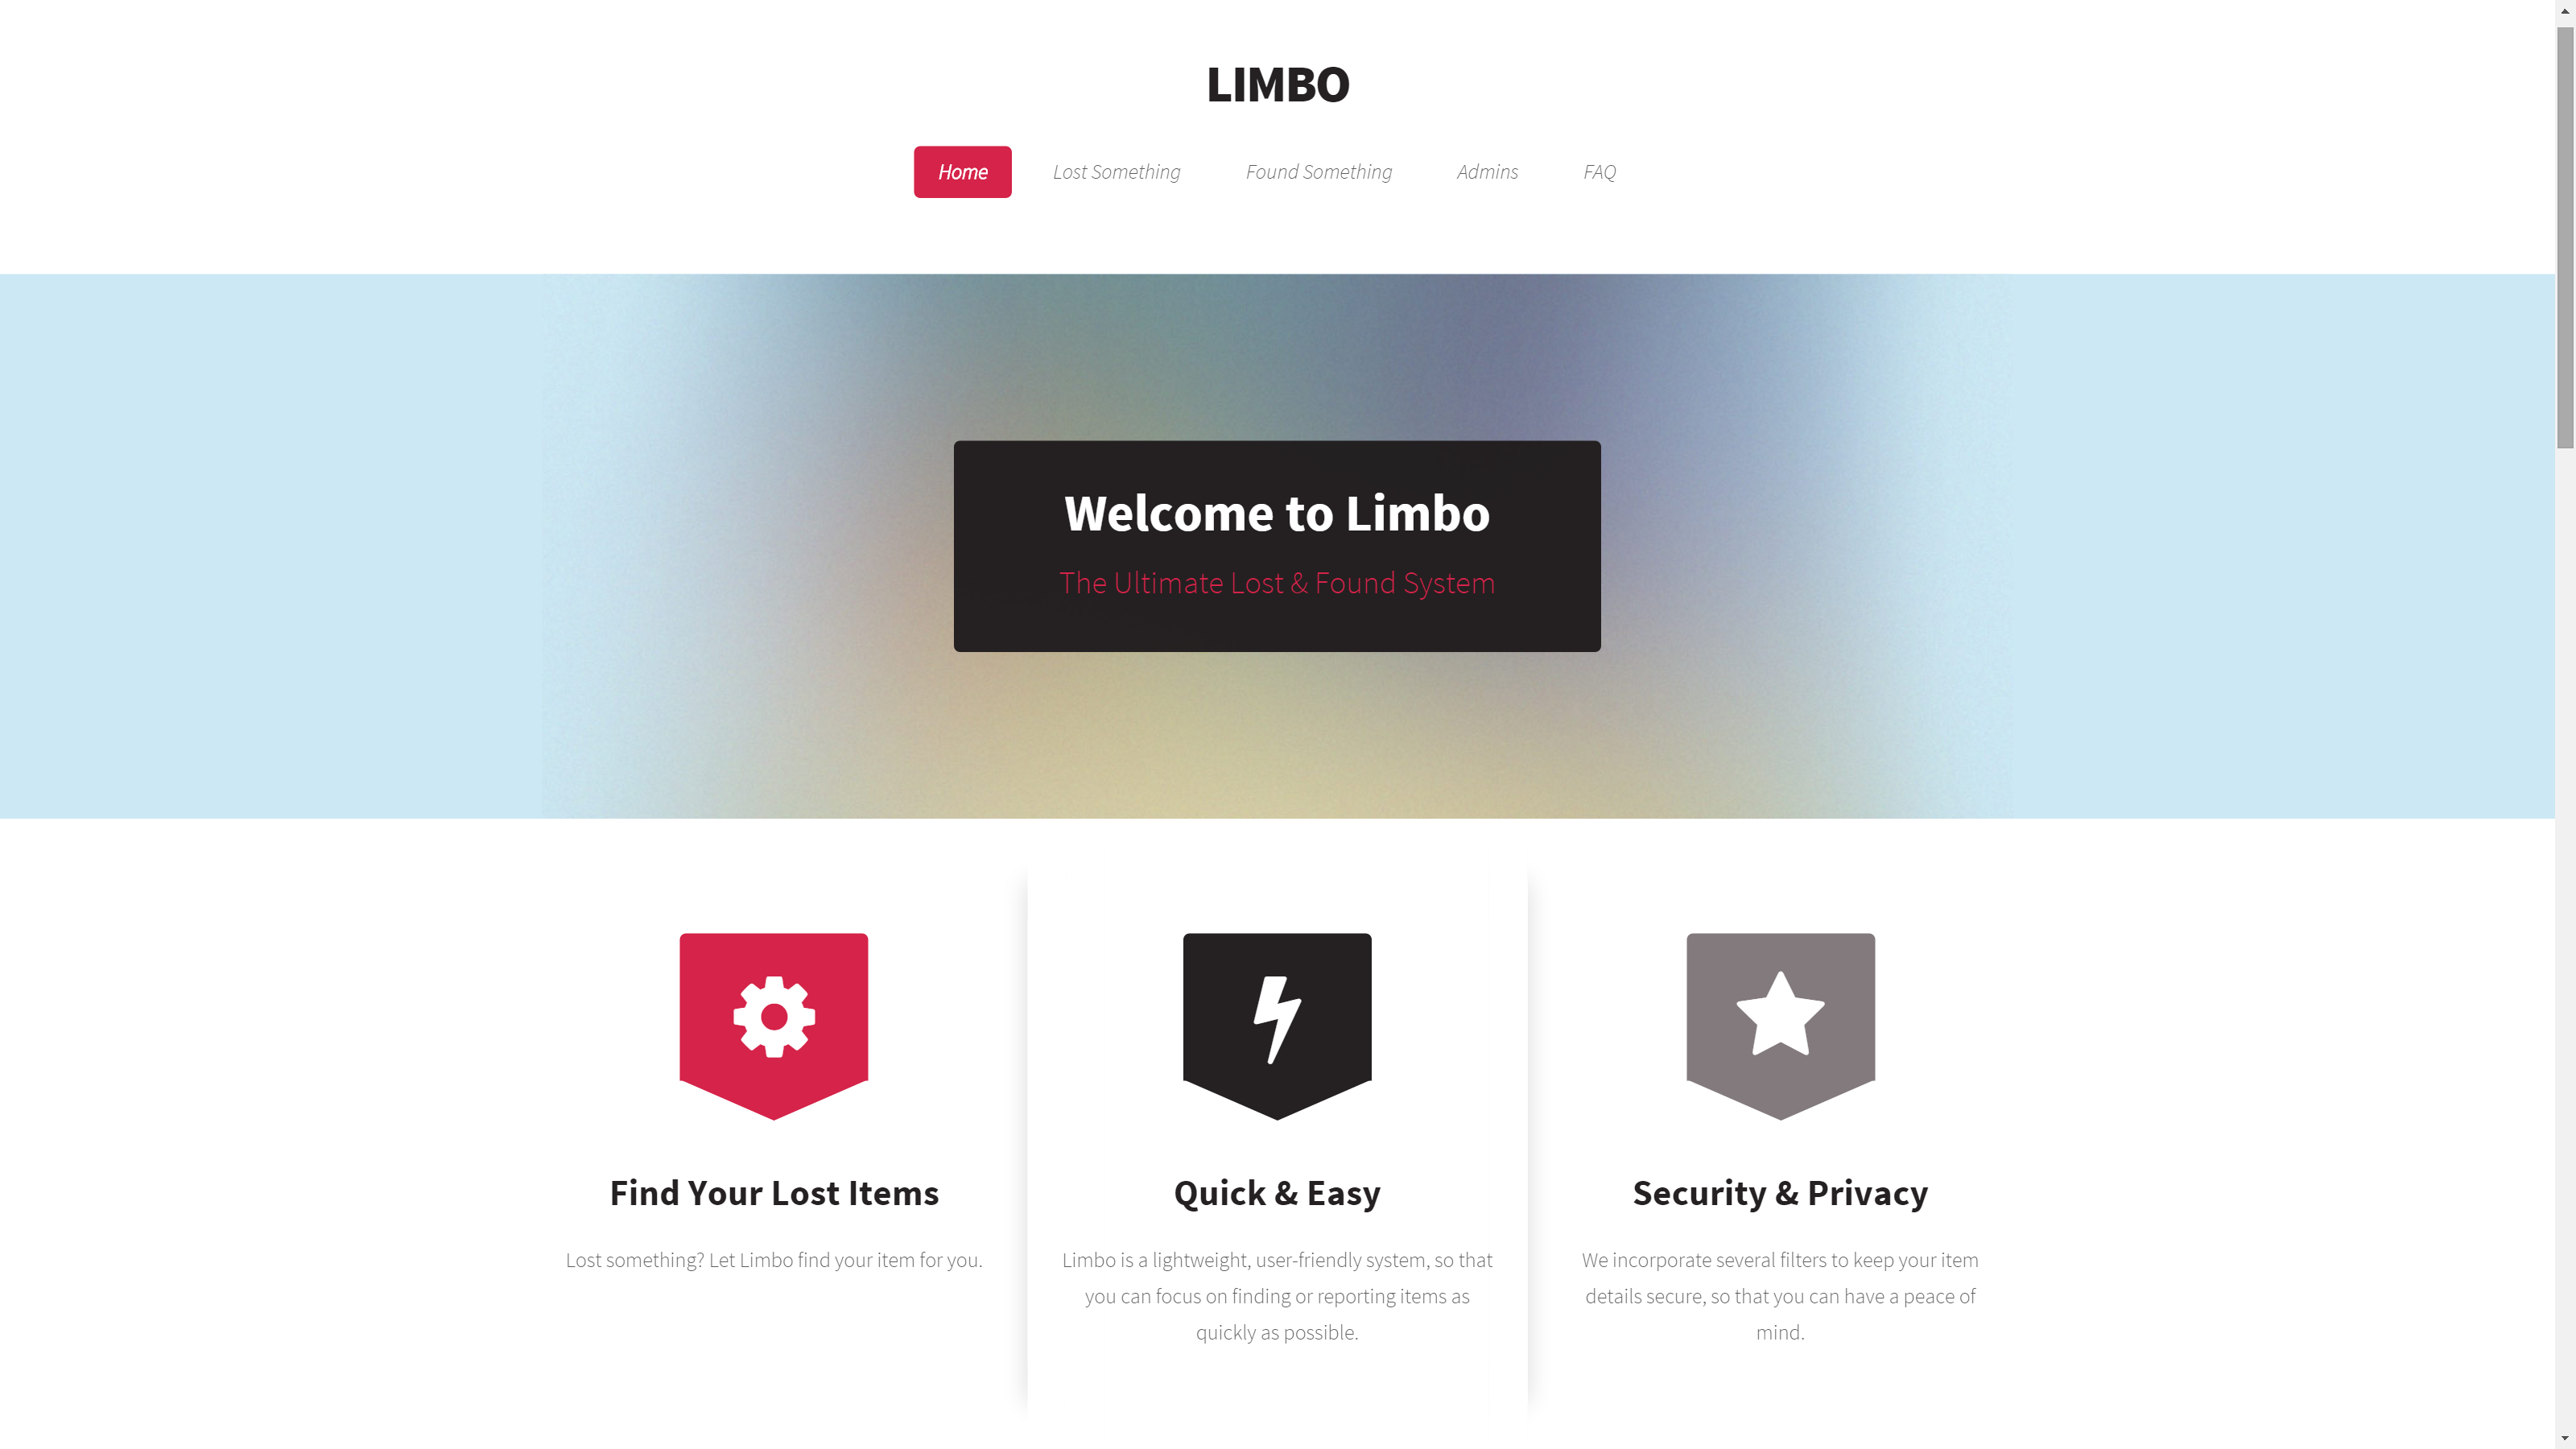 LIMBO
Home
Lost Something
Found Something
Admins
FAQ
Welcome to Limbo
The Ultimate Lost & Found System
Find Your Lost Items
Lost something? Let Limbo find your item for you.
Quick & Easy
Limbo is a lightweight, user-friendly system, so that
you can focus on finding or reporting items as
quickly as possible.
Security & Privacy
We incorporate several filters to keep your item
details secure, so that you can have a peace of
mind.